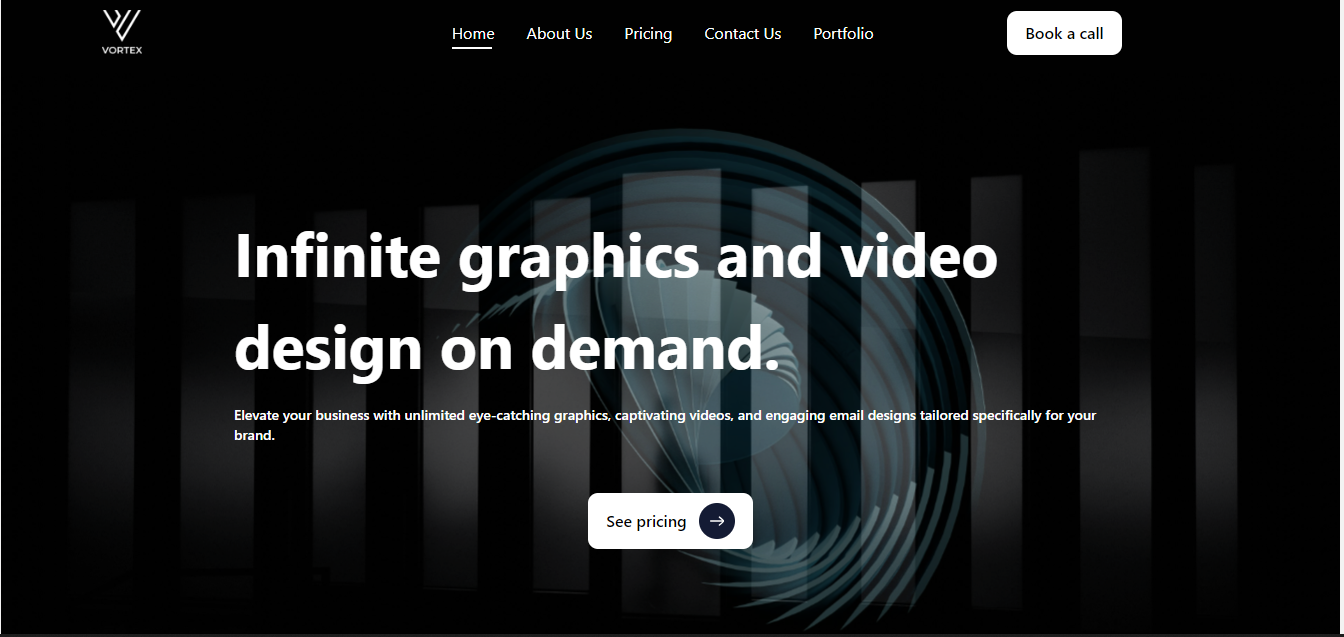 VORTEX
Home
About Us
Pricing
Contact Us
Portfolio
Book a call
Infinite graphics and video
design on demand.
Elevate your business with unlimited eye-catching graphics, captivating videos, and engaging email designs tailored specifically for your
brand.
See pricing